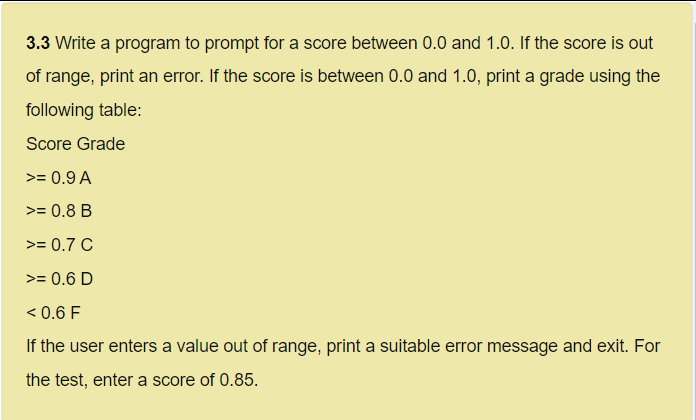 3.3 Write a program to prompt for a score between 0.0 and 1.0. If the score is out
of range, print an error. If the score is between 0.0 and 1.0, print a grade using the
following table:
Score Grade
>= 0.9 A
>= 0.8 B
>= 0.7 C
>= 0.6 D
< 0.6 F
If the user enters a value out of range, print a suitable error message and exit. For
the test, enter a score of 0.85.